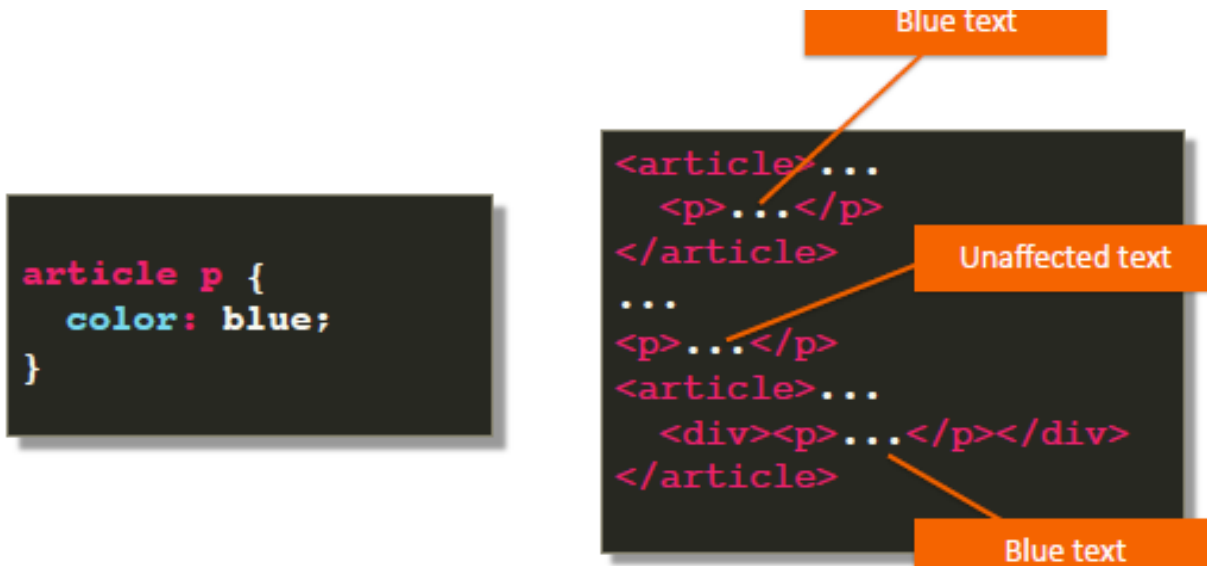 Blue text
article p {
  color: blue;
}
<article>...
  <p>...</p>
</article>
...
<p>...</p>
<article>...
  <div><p>...</p></div>
</article>
Unaffected text
Blue text